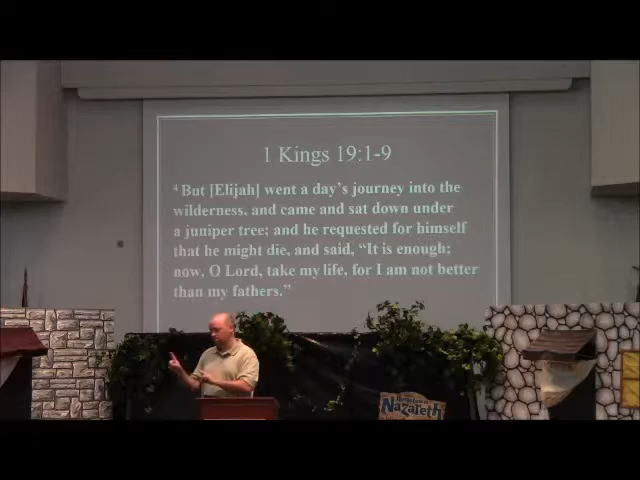 1 Kings 19:1-9
4 But [Elijah] went a day's journey into the
wilderness, and came and sat down under
a juniper tree; and he requested for himself
that he might die, and said, "It is enough;
now, O Lord, take my life, for I am not better
than my fathers."
Hometown
Nazareth